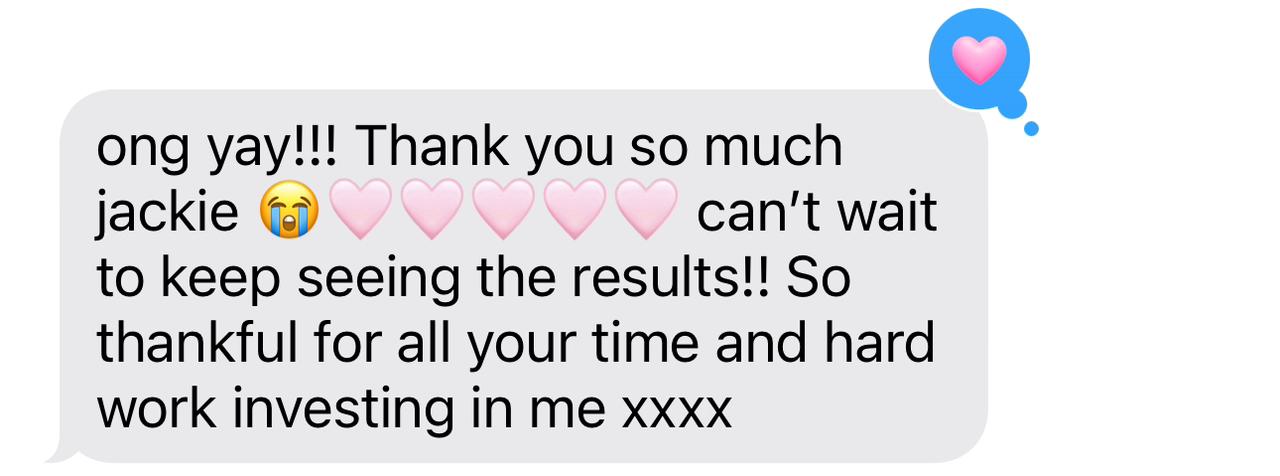 ong yay!!! Thank you so much
jackie 😭🩷🩷🩷🩷🩷 can’t wait
to keep seeing the results!! So
thankful for all your time and hard
work investing in me xxxx